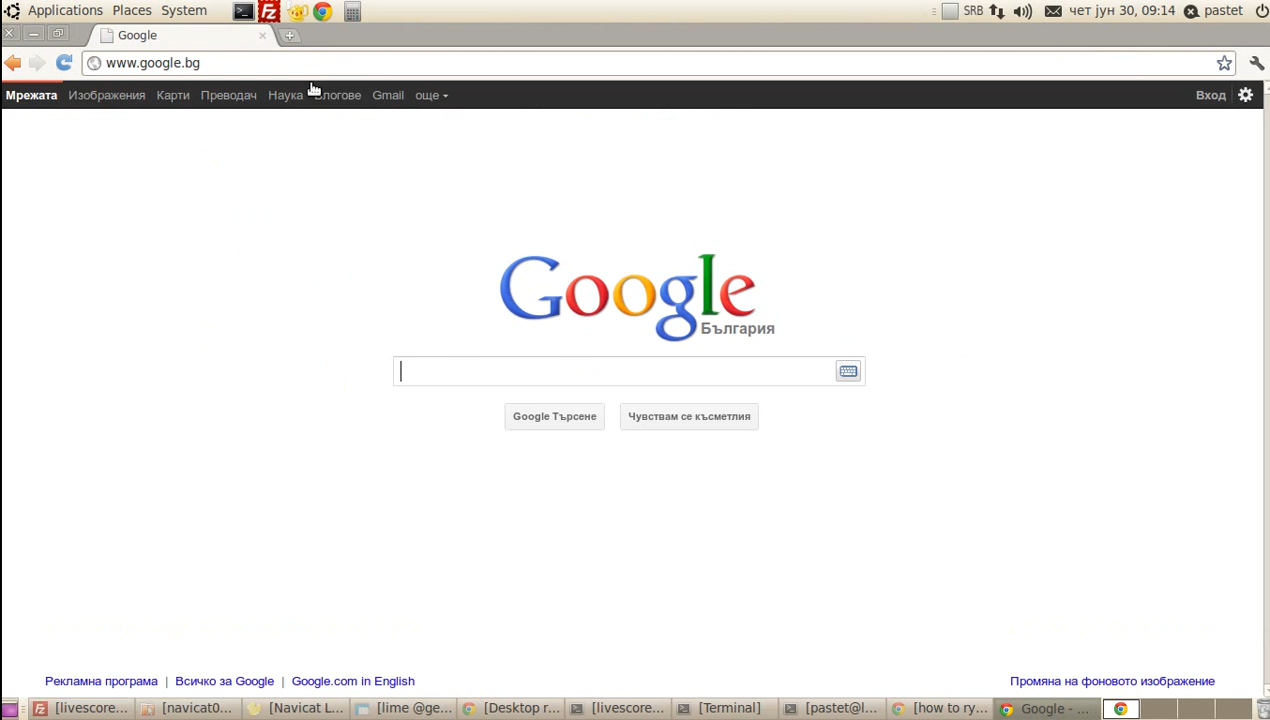 Applications Places System SRB чет јун 30, 09:14 pastet
Google
www.google.bg
Мрежата Изображения Карти Преводач Наука Блогове Gmail още Вход
Google
България
Google Търсене Чувствам се късметлия
Рекламна програма | Всичко за Google | Google.com in English Промяна на фоновото изображение
[livescore... [navicat0... [Navicat L... [lime @ge... [Desktop r... [livescore... [Terminal] [pastet@l... [how to ry... Google - ...